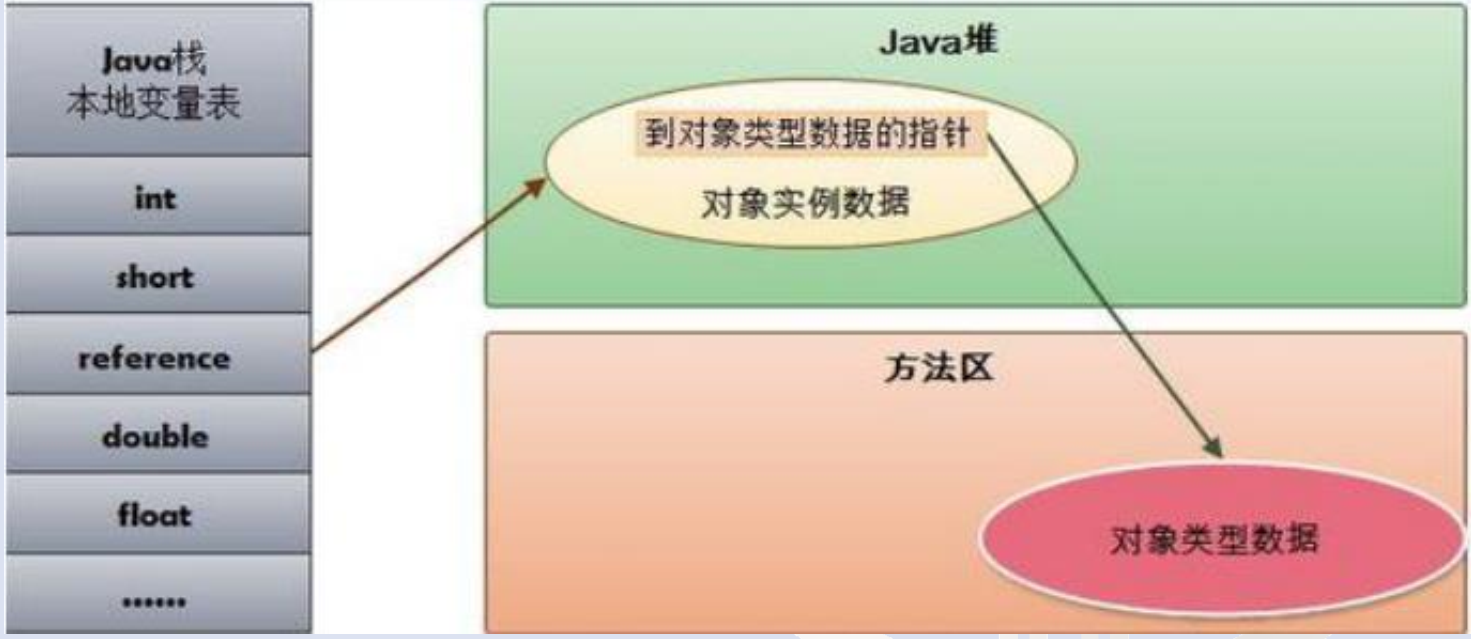 Java栈
本地变量表
int
short
reference
double
float
......
Java堆
到对象类型数据的指针
对象实例数据
方法区
对象类型数据